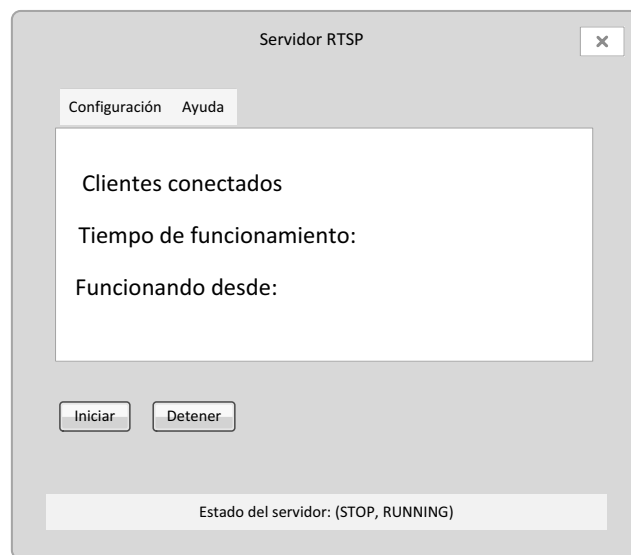 Servidor RTSP
Configuración Ayuda
Clientes conectados
Tiempo de funcionamiento:
Funcionando desde:
Iniciar Detener
Estado del servidor: (STOP, RUNNING)